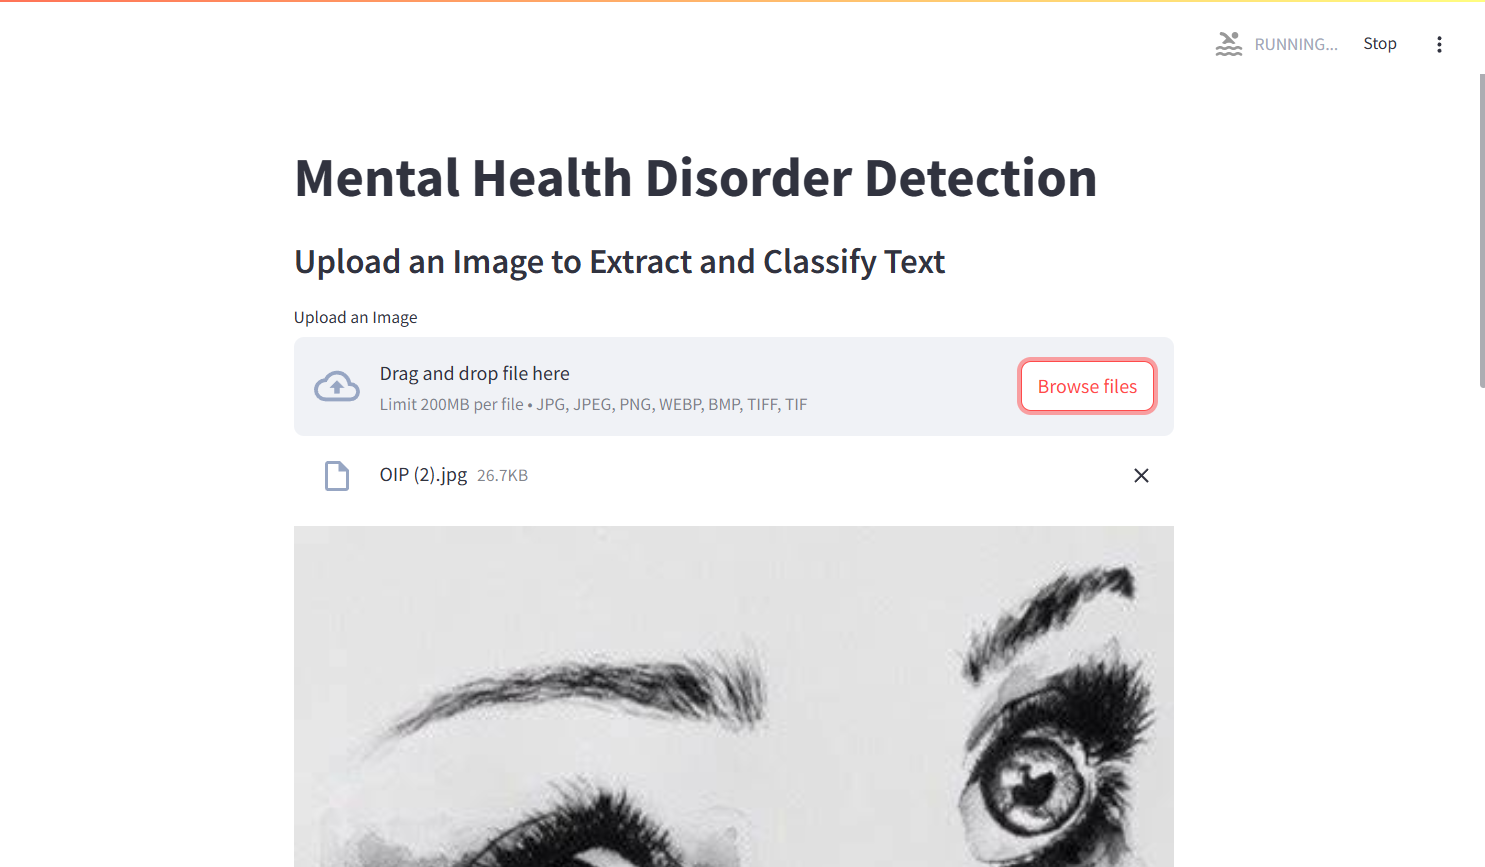 RUNNING... Stop
Mental Health Disorder Detection
Upload an Image to Extract and Classify Text
Upload an Image
Drag and drop file here
Limit 200MB per file • JPG, JPEG, PNG, WEBP, BMP, TIFF, TIF
Browse files
OIP (2).jpg 26.7KB